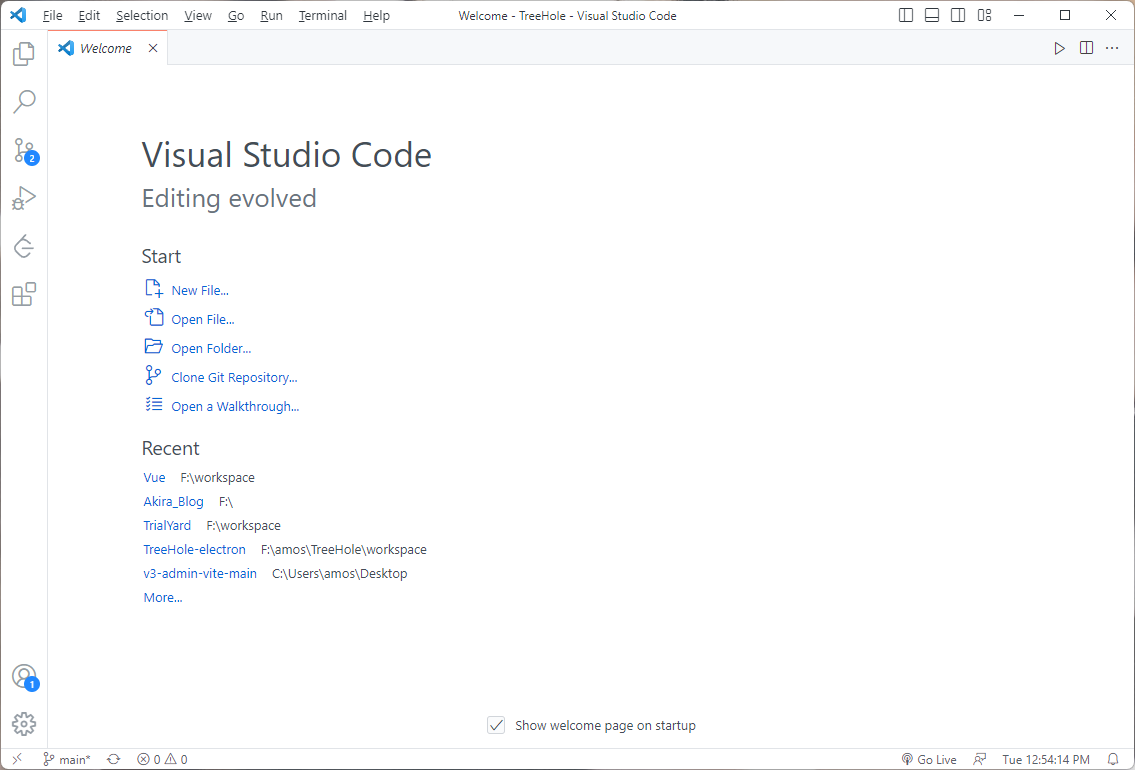 File Edit Selection View Go Run Terminal Help Welcome - TreeHole - Visual Studio Code
Welcome
Visual Studio Code
Editing evolved
Start
New File...
Open File...
Open Folder...
Clone Git Repository...
Open a Walkthrough...
Recent
Vue F:\workspace
Akira_Blog F:\
TrialYard F:\workspace
TreeHole-electron F:\amos\TreeHole\workspace
v3-admin-vite-main C:\Users\amos\Desktop
More...
2
1
Show welcome page on startup
main* 0 0 Go Live Tue 12:54:14 PM